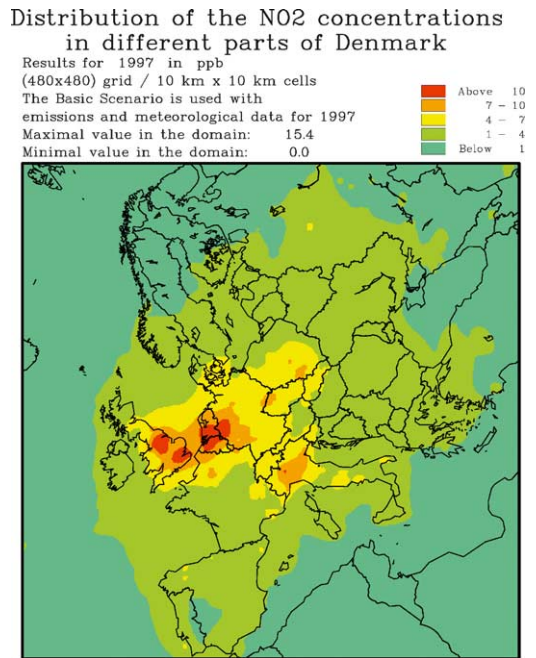 Distribution of the NO2 concentrations
in different parts of Denmark
Results for 1997 in ppb
(480x480) grid / 10 km x 10 km cells
The Basic Scenario is used with
emissions and meteorological data for 1997
Maximal value in the domain: 15.4
Minimal value in the domain: 0.0
Above 10
7 - 10
4 - 7
1 - 4
Below 1